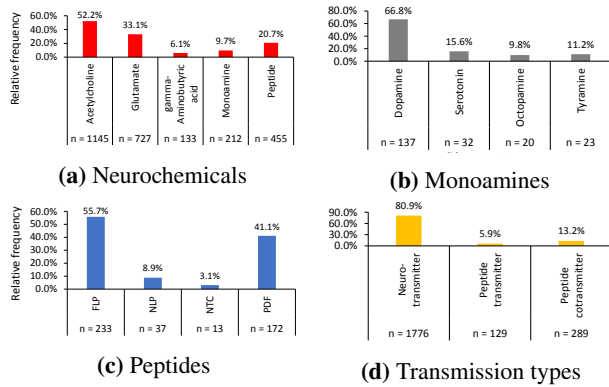 Relative frequency
60.0%
40.0%
20.0%
0.0%
52.2%
33.1%
6.1%
9.7%
20.7%
Acetylcholine
Glutamate
gamma-
Aminobutyric
acid
Monoamine
Peptide
n = 1145
n = 727
n = 133
n = 212
n = 455
(a) Neurochemicals
80.0%
60.0%
40.0%
20.0%
0.0%
66.8%
15.6%
9.8%
11.2%
Dopamine
Serotonin
Octopamine
Tyramine
n = 137
n = 32
n = 20
n = 23
(b) Monoamines
Relative frequency
60.0%
50.0%
40.0%
30.0%
20.0%
10.0%
0.0%
55.7%
8.9%
3.1%
41.1%
FLP
NLP
NTC
PDF
n = 233
n = 37
n = 13
n = 172
(c) Peptides
90.0%
60.0%
30.0%
0.0%
80.9%
5.9%
13.2%
Neuro-
transmitter
Peptide
transmitter
Peptide
cotransmitter
n = 1776
n = 129
n = 289
(d) Transmission types